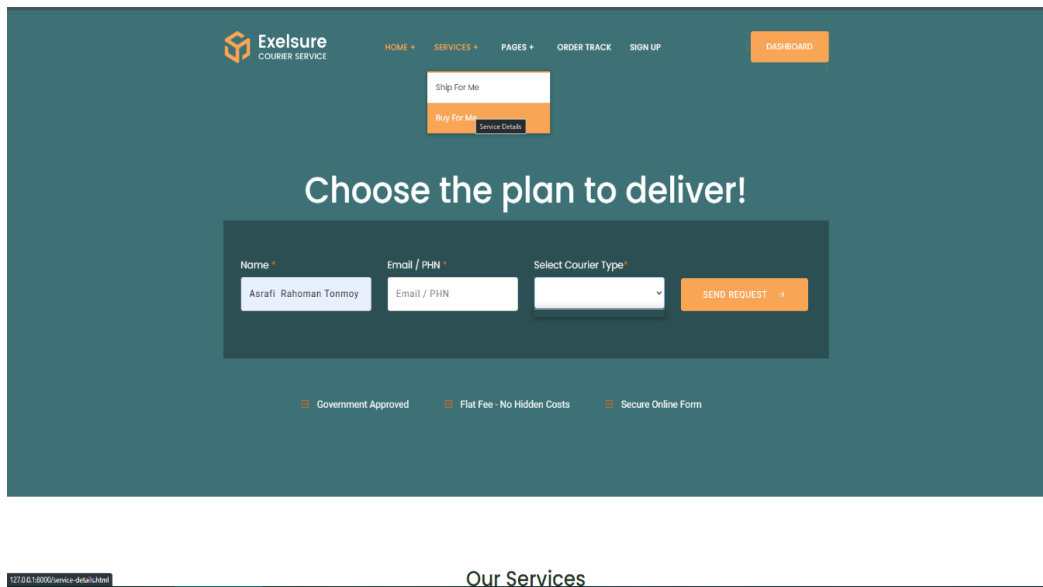 Exelsure
COURIER SERVICE
HOME + SERVICES + PAGES + ORDER TRACK SIGN UP DASHBOARD
Ship For Me
Buy For Me
Service Details
Choose the plan to deliver!
Name * Email / PHN * Select Courier Type*
Asrafi Rahoman Tonmoy Email / PHN SEND REQUEST →
Government Approved Flat Fee - No Hidden Costs Secure Online Form
Our Services
127.0.0.1:8000/service-details.html